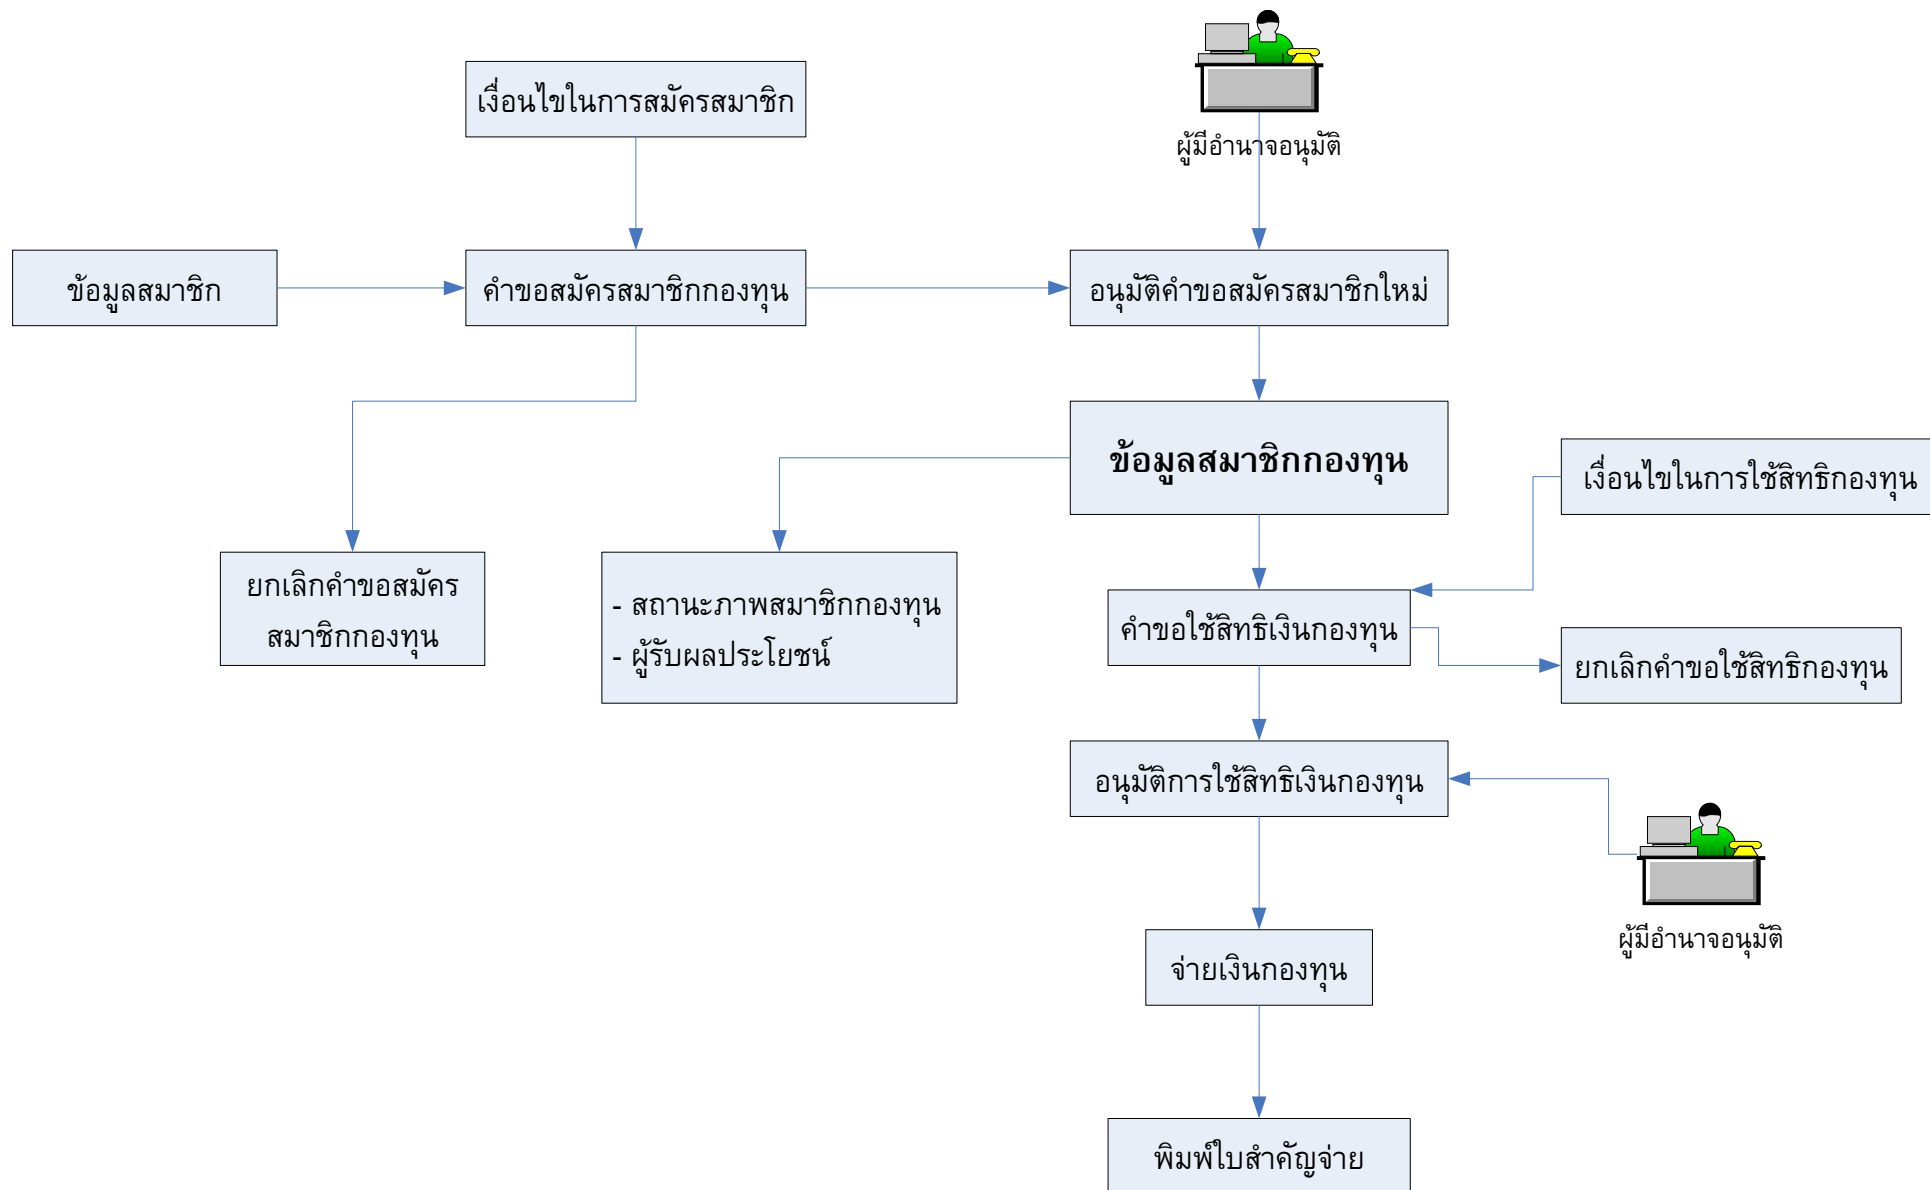 เงื่อนไขในการสมัครสมาชิก
ผู้มีอำนาจอนุมัติ
ข้อมูลสมาชิก
คำขอสมัครสมาชิกกองทุน
อนุมัติคำขอสมัครสมาชิกใหม่
ข้อมูลสมาชิกกองทุน
เงื่อนไขในการใช้สิทธิกองทุน
ยกเลิกคำขอสมัคร
สมาชิกกองทุน
- สถานะภาพสมาชิกกองทุน
- ผู้รับผลประโยชน์
คำขอใช้สิทธิเงินกองทุน
ยกเลิกคำขอใช้สิทธิกองทุน
อนุมัติการใช้สิทธิเงินกองทุน
ผู้มีอำนาจอนุมัติ
จ่ายเงินกองทุน
พิมพ์ใบสำคัญจ่าย